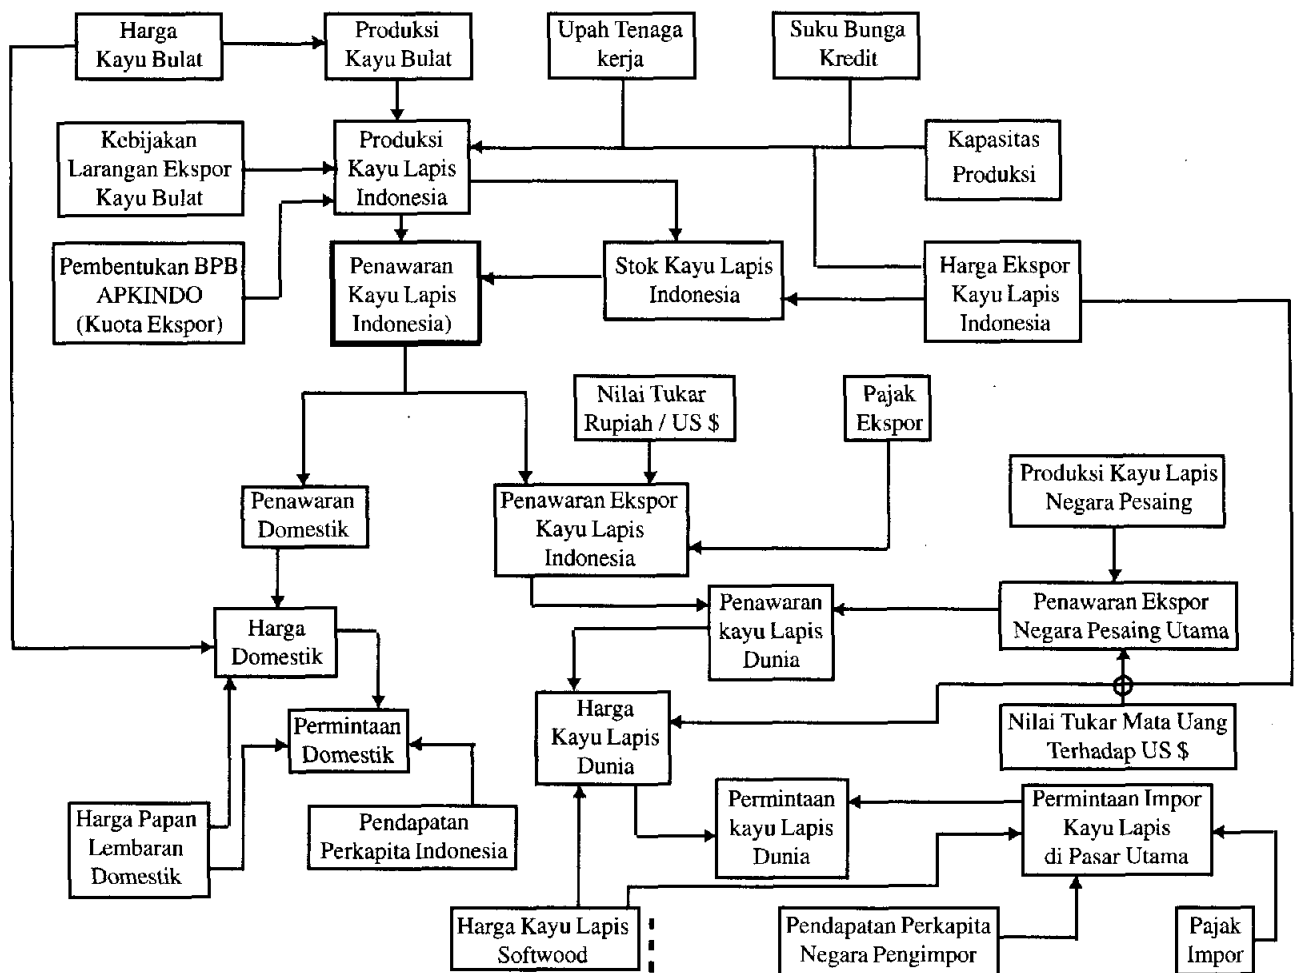 Harga
Kayu Bulat
Produksi
Kayu Bulat
Upah Tenaga
kerja
Suku Bunga
Kredit
Kebijakan
Larangan Ekspor
Kayu Bulat
Produksi
Kayu Lapis
Indonesia
Kapasitas
Produksi
Pembentukan BPB
APKINDO
(Kuota Ekspor)
Penawaran
Kayu Lapis
Indonesia)
Stok Kayu Lapis
Indonesia
Harga Ekspor
Kayu Lapis
Indonesia
Nilai Tukar
Rupiah / US $
Pajak
Ekspor
Penawaran
Domestik
Penawaran Ekspor
Kayu Lapis
Indonesia
Produksi Kayu Lapis
Negara Pesaing
Harga
Domestik
Penawaran
kayu Lapis
Dunia
Penawaran Ekspor
Negara Pesaing Utama
Permintaan
Domestik
Harga
Kayu Lapis
Dunia
Nilai Tukar Mata Uang
Terhadap US $
Harga Papan
Lembaran
Domestik
Pendapatan
Perkapita Indonesia
Permintaan
kayu Lapis
Dunia
Permintaan Impor
Kayu Lapis
di Pasar Utama
Harga Kayu Lapis
Softwood
Pendapatan Perkapita
Negara Pengimpor
Pajak
Impor